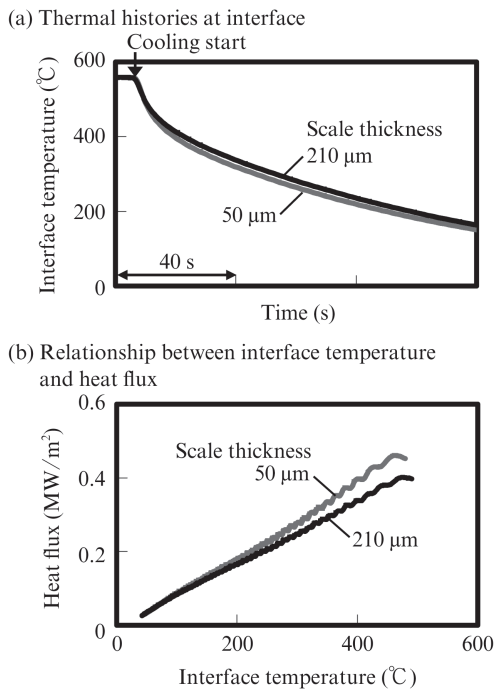 (a) Thermal histories at interface
Cooling start
600
400
200
0
Interface temperature (℃)
Scale thickness
210 μm
50 μm
40 s
Time (s)
(b) Relationship between interface temperature
and heat flux
0.6
0.4
0.2
0
Heat flux (MW/m²)
Scale thickness
50 μm
210 μm
0 200 400 600
Interface temperature (℃)